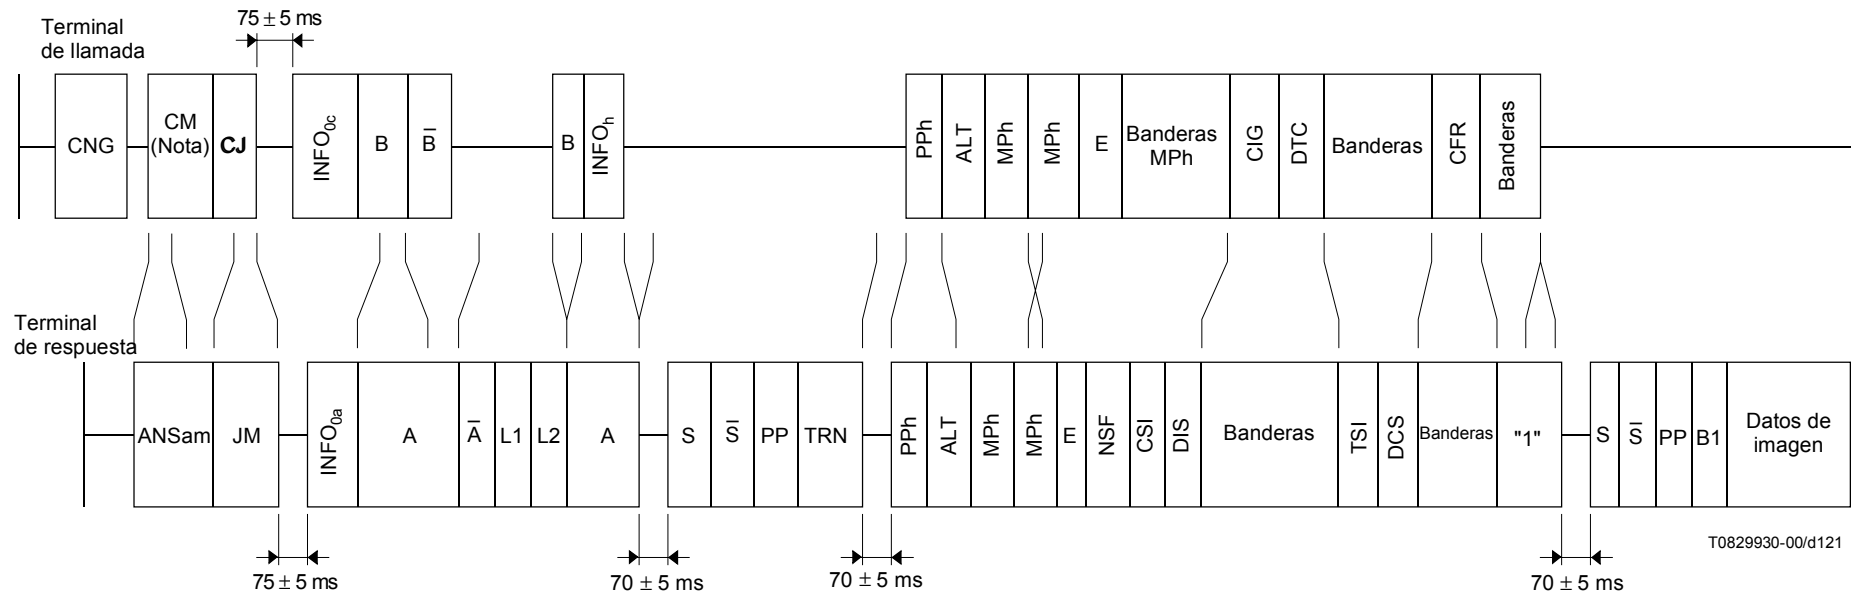 75 ± 5 ms
Terminal
de llamada
CNG
CM
(Nota)
CJ
INFO0c
B
B̅
B
INFOh
PPh
ALT
MPh
MPh
E
Banderas
MPh
CIG
DTC
Banderas
CFR
Banderas
Terminal
de respuesta
ANSam
JM
INFO0a
A
A̅
L1
L2
A
S
S̅
PP
TRN
PPh
ALT
MPh
MPh
E
NSF
CSI
DIS
Banderas
TSI
DCS
Banderas
"1"
S
S̅
PP
B1
Datos de
imagen
75 ± 5 ms
70 ± 5 ms
70 ± 5 ms
70 ± 5 ms
T0829930-00/d121